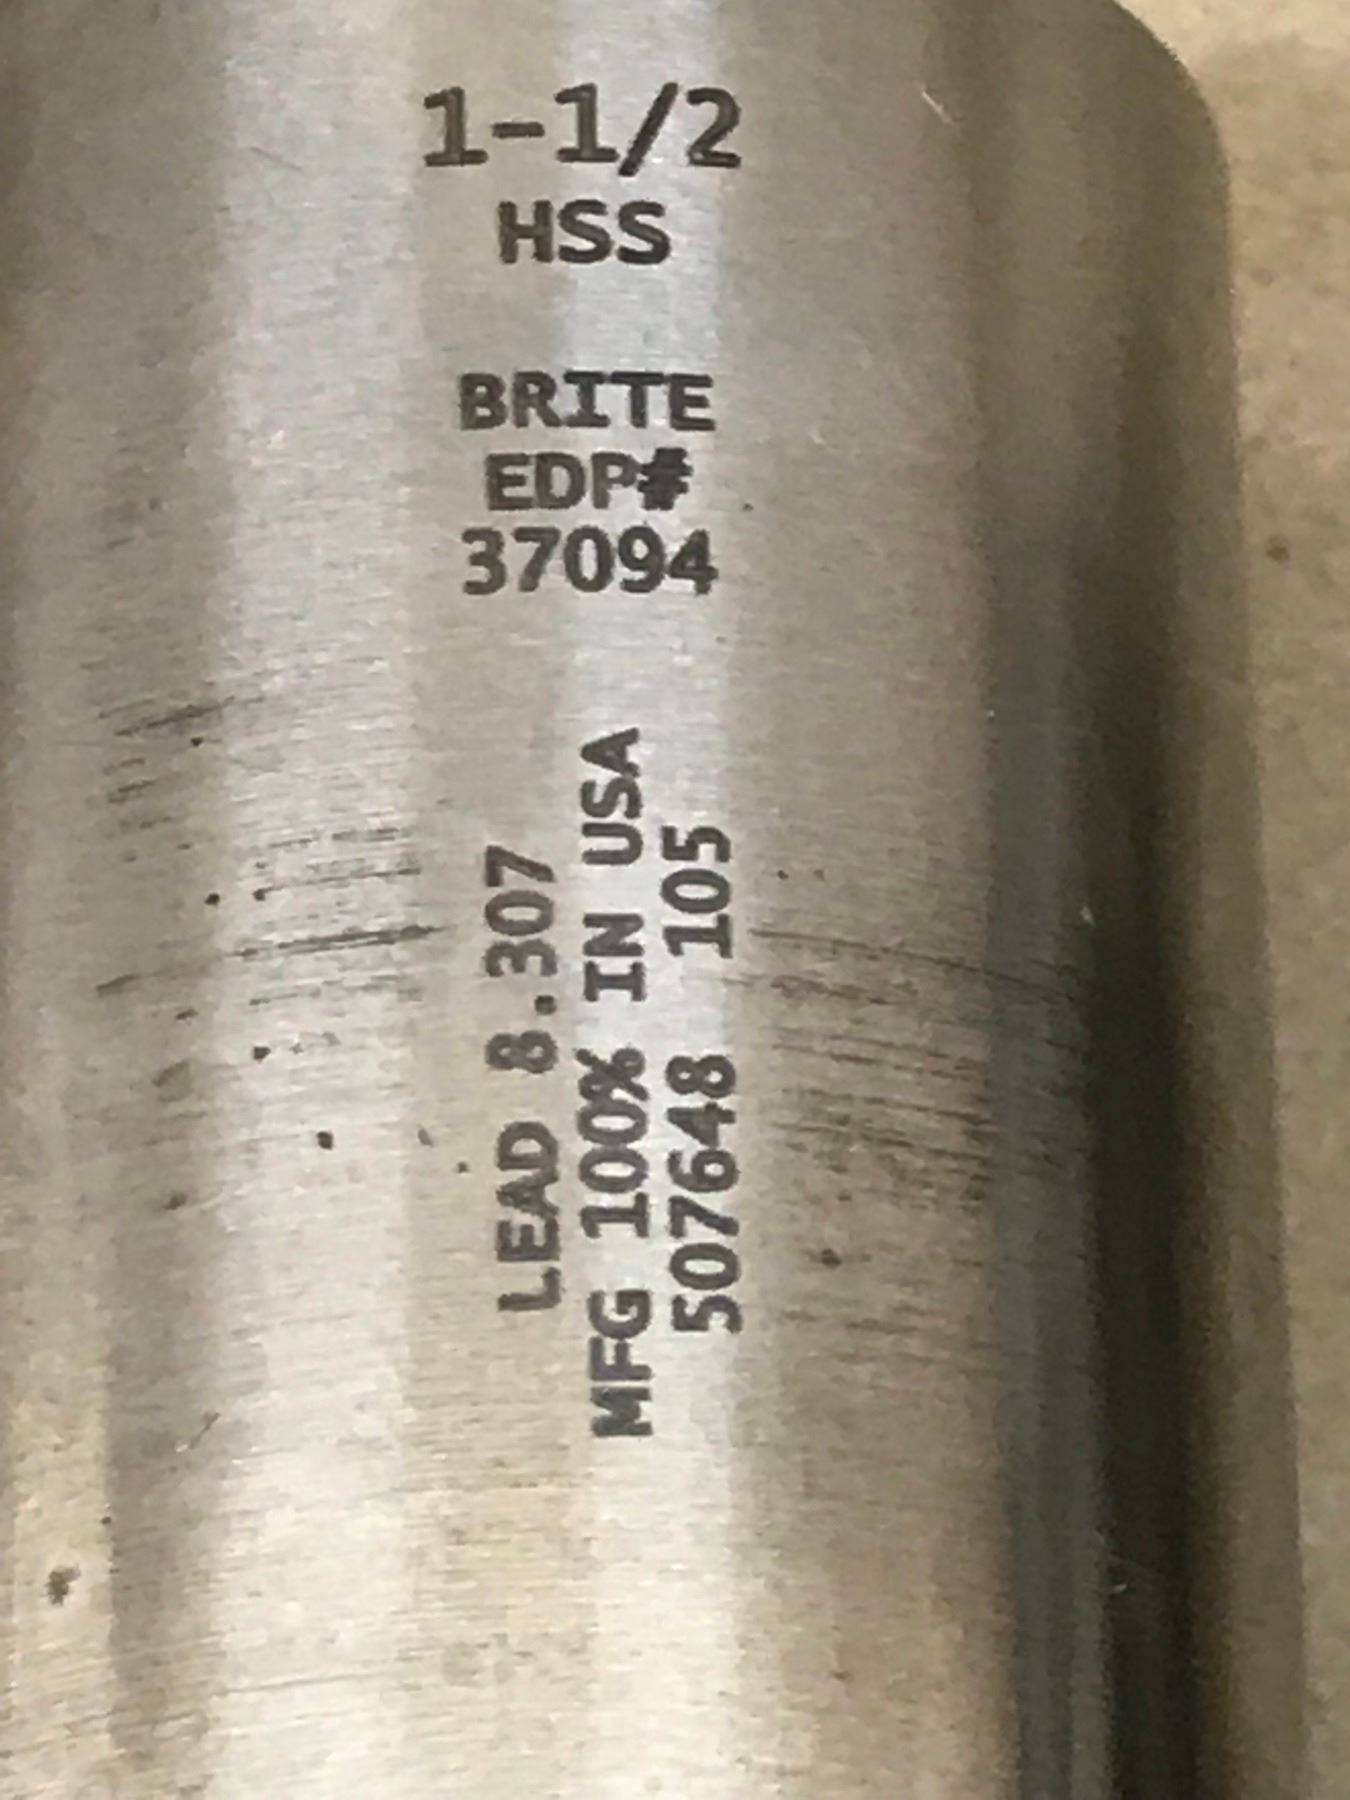 1-1/2
HSS
BRITE
EDP#
37094
LEAD 8.307
MFG 100% IN USA
507648 105